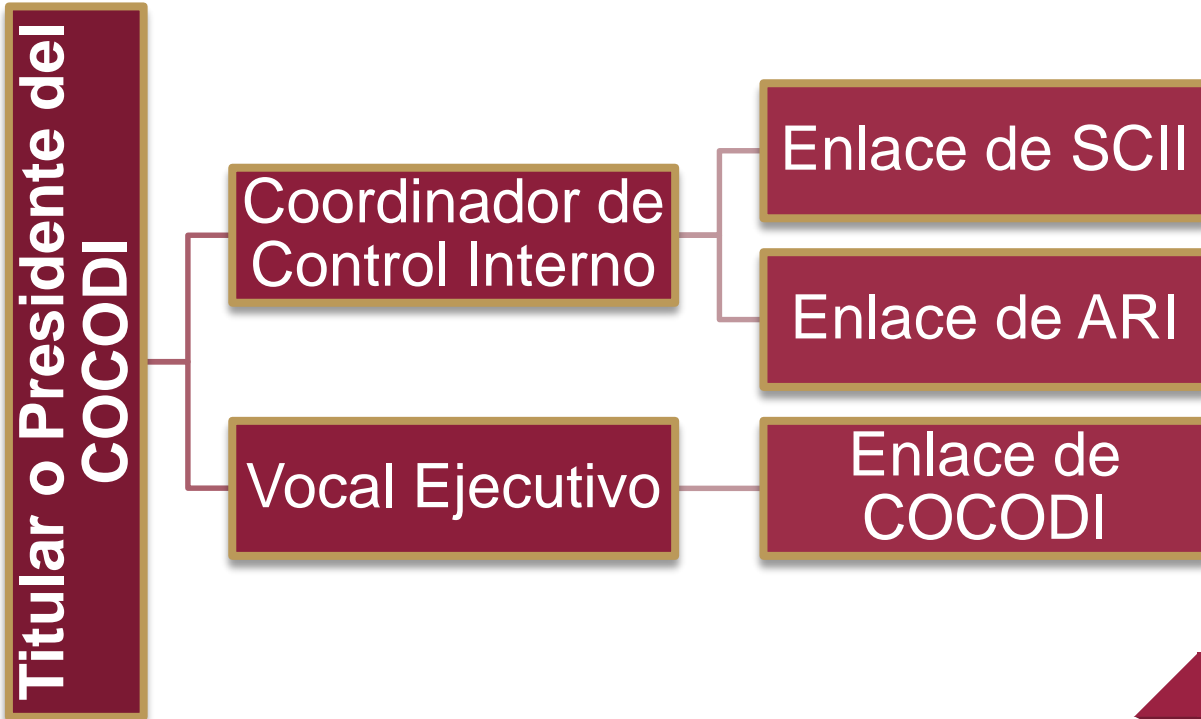 Titular o Presidente del
COCODI
Coordinador de
Control Interno
Enlace de SCII
Enlace de ARI
Vocal Ejecutivo
Enlace de
COCODI